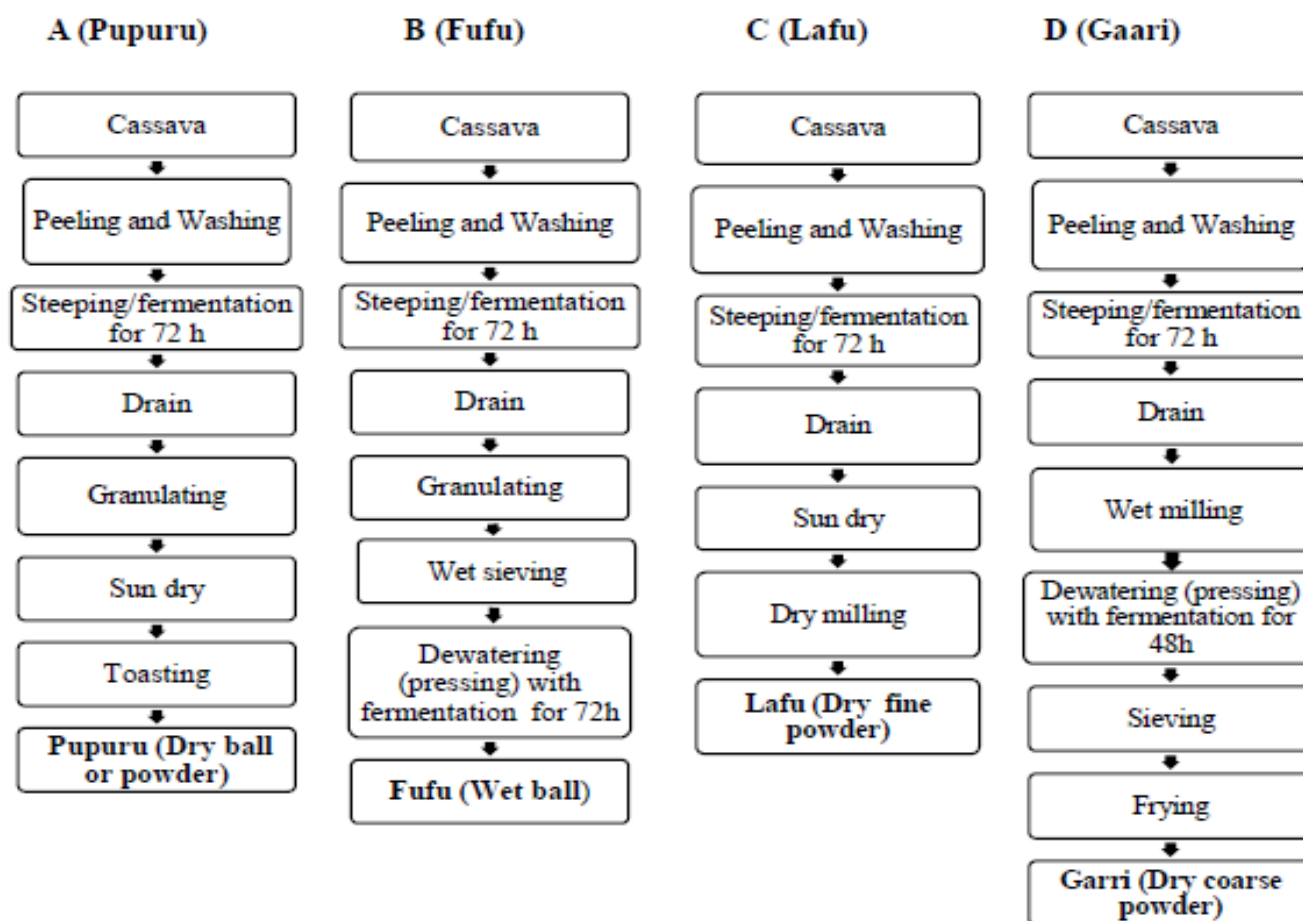 A (Pupuru)
Cassava
Peeling and Washing
Steeping/fermentation
for 72 h
Drain
Granulating
Sun dry
Toasting
Pupuru (Dry ball
or powder)
B (Fufu)
Cassava
Peeling and Washing
Steeping/fermentation
for 72 h
Drain
Granulating
Wet sieving
Dewatering
(pressing) with
fermentation for 72h
Fufu (Wet ball)
C (Lafu)
Cassava
Peeling and Washing
Steeping/fermentation
for 72 h
Drain
Sun dry
Dry milling
Lafu (Dry fine
powder)
D (Gaari)
Cassava
Peeling and Washing
Steeping/fermentation
for 72 h
Drain
Wet milling
Dewatering (pressing)
with fermentation for
48h
Sieving
Frying
Garri (Dry coarse
powder)